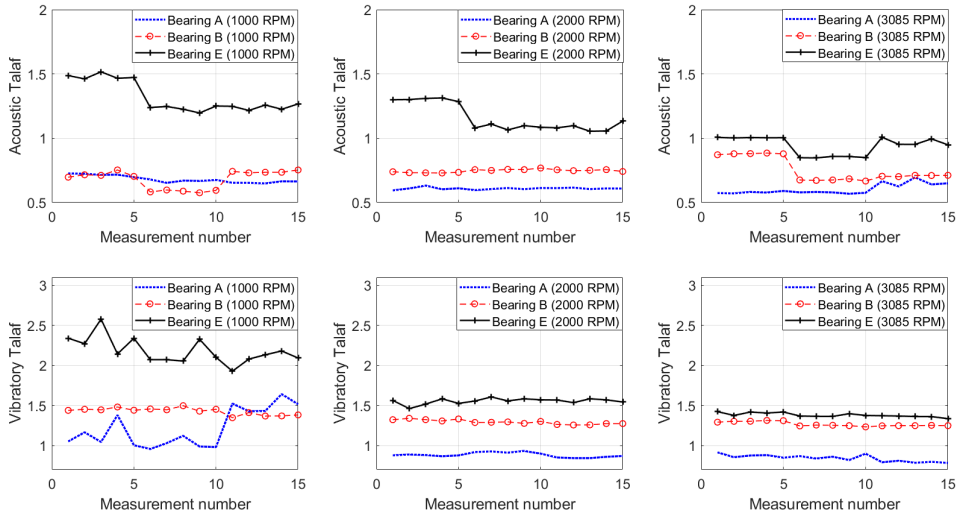 2
1.5
1
0.5
0
5
10
15
Acoustic Talaf
Measurement number
Bearing A (1000 RPM)
Bearing B (1000 RPM)
Bearing E (1000 RPM)
2
1.5
1
0.5
0
5
10
15
Acoustic Talaf
Measurement number
Bearing A (2000 RPM)
Bearing B (2000 RPM)
Bearing E (2000 RPM)
2
1.5
1
0.5
0
5
10
15
Acoustic Talaf
Measurement number
Bearing A (3085 RPM)
Bearing B (3085 RPM)
Bearing E (3085 RPM)
3
2.5
2
1.5
1
0
5
10
15
Vibratory Talaf
Measurement number
Bearing A (1000 RPM)
Bearing B (1000 RPM)
Bearing E (1000 RPM)
3
2.5
2
1.5
1
0
5
10
15
Vibratory Talaf
Measurement number
Bearing A (2000 RPM)
Bearing B (2000 RPM)
Bearing E (2000 RPM)
3
2.5
2
1.5
1
0
5
10
15
Vibratory Talaf
Measurement number
Bearing A (3085 RPM)
Bearing B (3085 RPM)
Bearing E (3085 RPM)